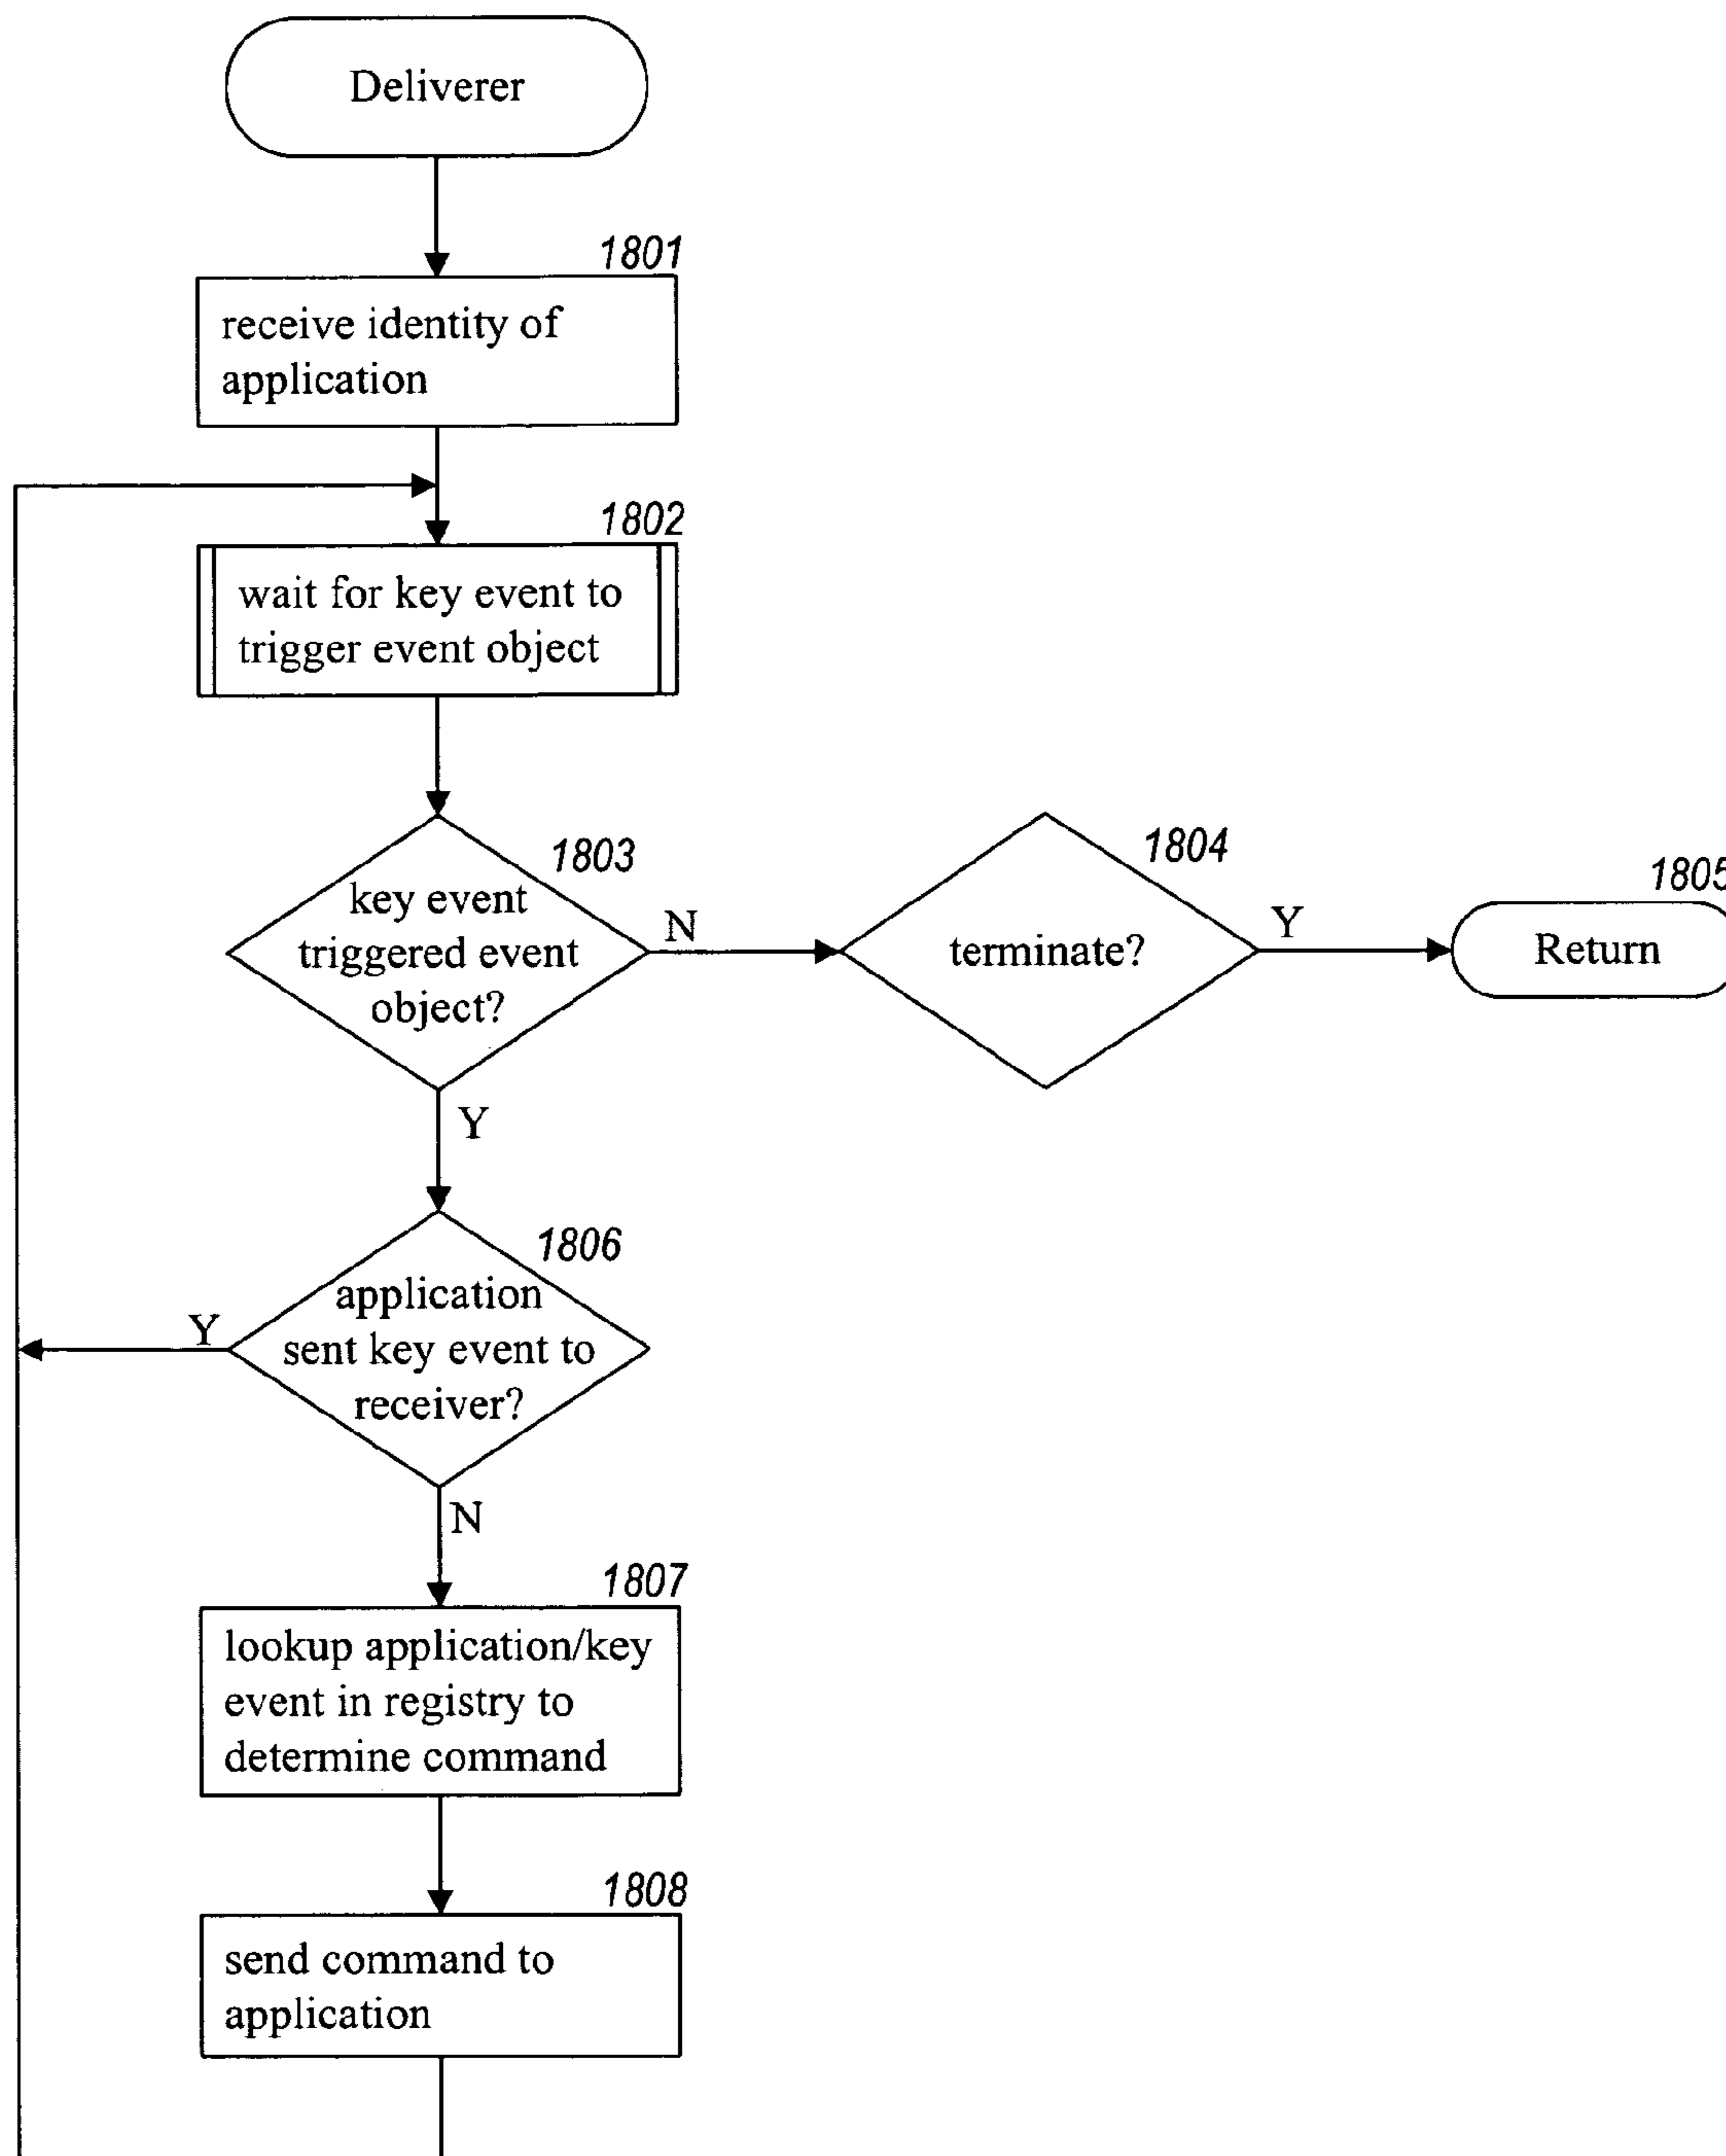 Deliverer
1801
receive identity of
application
1802
wait for key event to
trigger event object
1803
key event
triggered event
object?
N
1804
terminate?
Y
1805
Return
Y
1806
application
sent key event to
receiver?
Y
N
1807
lookup application/key
event in registry to
determine command
1808
send command to
application